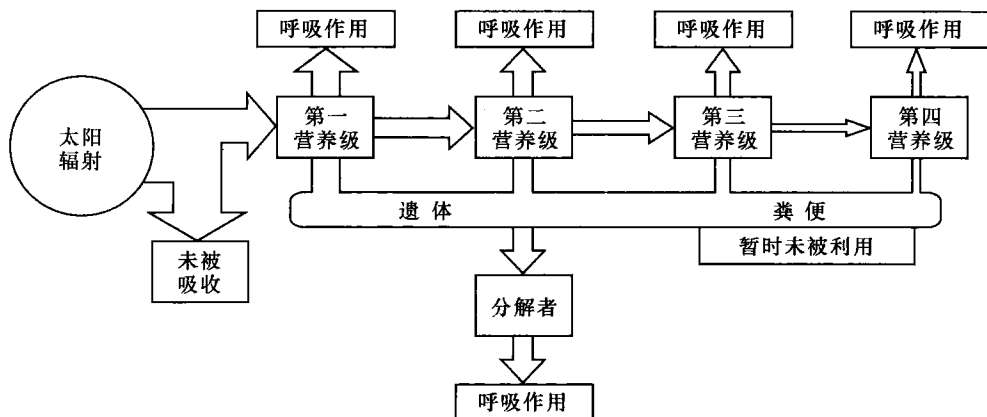 呼吸作用
呼吸作用
呼吸作用
呼吸作用
太阳
辐射
第一
营养级
第二
营养级
第三
营养级
第四
营养级
遗体
粪便
未被
吸收
暂时未被利用
分解者
呼吸作用